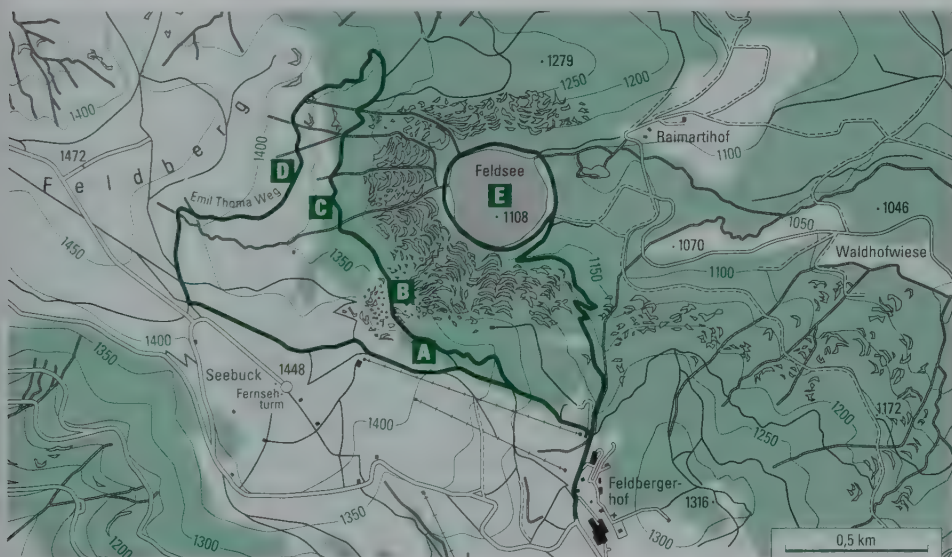 1279
1250
1200
1400
1472
1400
Feldberg
D
Raimartihof
1100
Feldsee
Emil Thoma Weg
C
E
1108
1050
1046
1450
1350
1070
Waldhofwiese
1150
1100
B
1400
1350
A
Seebuck
1448
Fernseh-
turm
1400
1200
1172
1250
Feldberger-
hof
1316
1350
1300
1300
1200
0,5 km